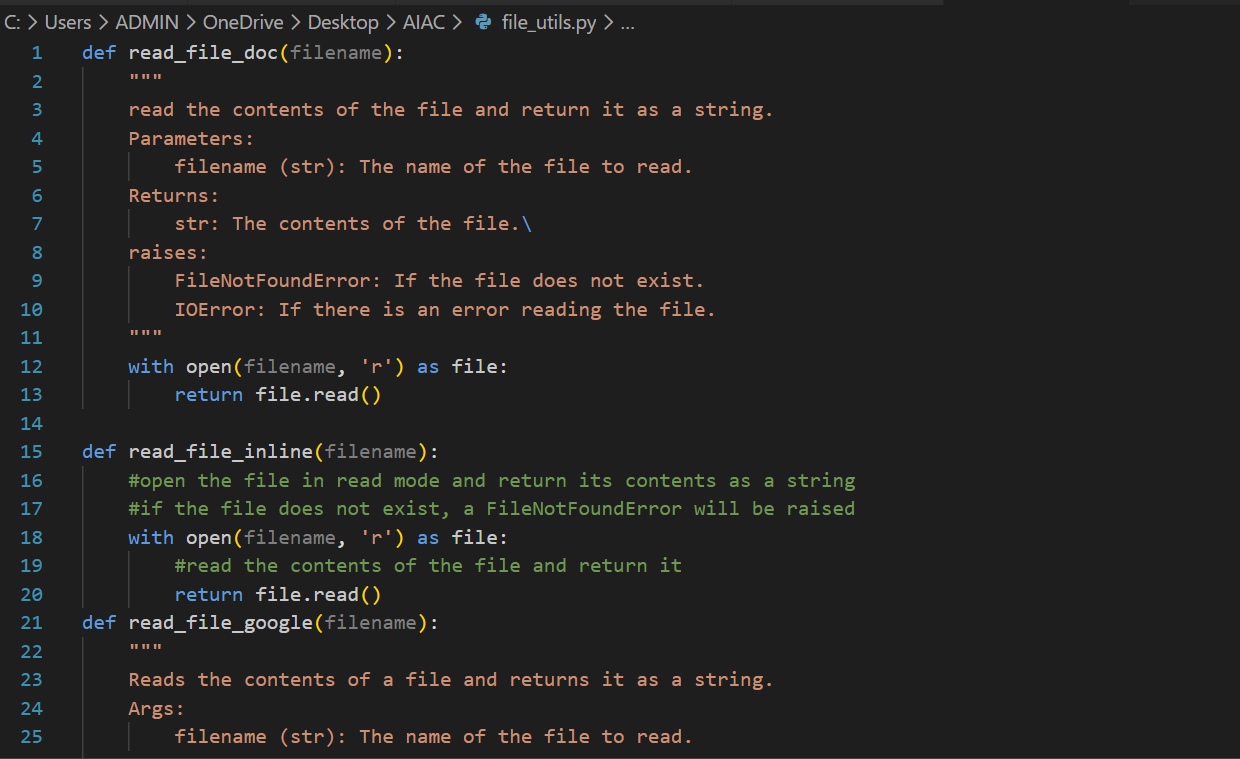 C: > Users > ADMIN > OneDrive > Desktop > AIAC > file_utils.py > ...
1 def read_file_doc(filename):
2     """
3     read the contents of the file and return it as a string.
4     Parameters:
5         filename (str): The name of the file to read.
6     Returns:
7         str: The contents of the file.\
8     raises:
9         FileNotFoundError: If the file does not exist.
10         IOError: If there is an error reading the file.
11     """
12     with open(filename, 'r') as file:
13         return file.read()
14
15 def read_file_inline(filename):
16     #open the file in read mode and return its contents as a string
17     #if the file does not exist, a FileNotFoundError will be raised
18     with open(filename, 'r') as file:
19         #read the contents of the file and return it
20         return file.read()
21 def read_file_google(filename):
22     """
23     Reads the contents of a file and returns it as a string.
24     Args:
25         filename (str): The name of the file to read.